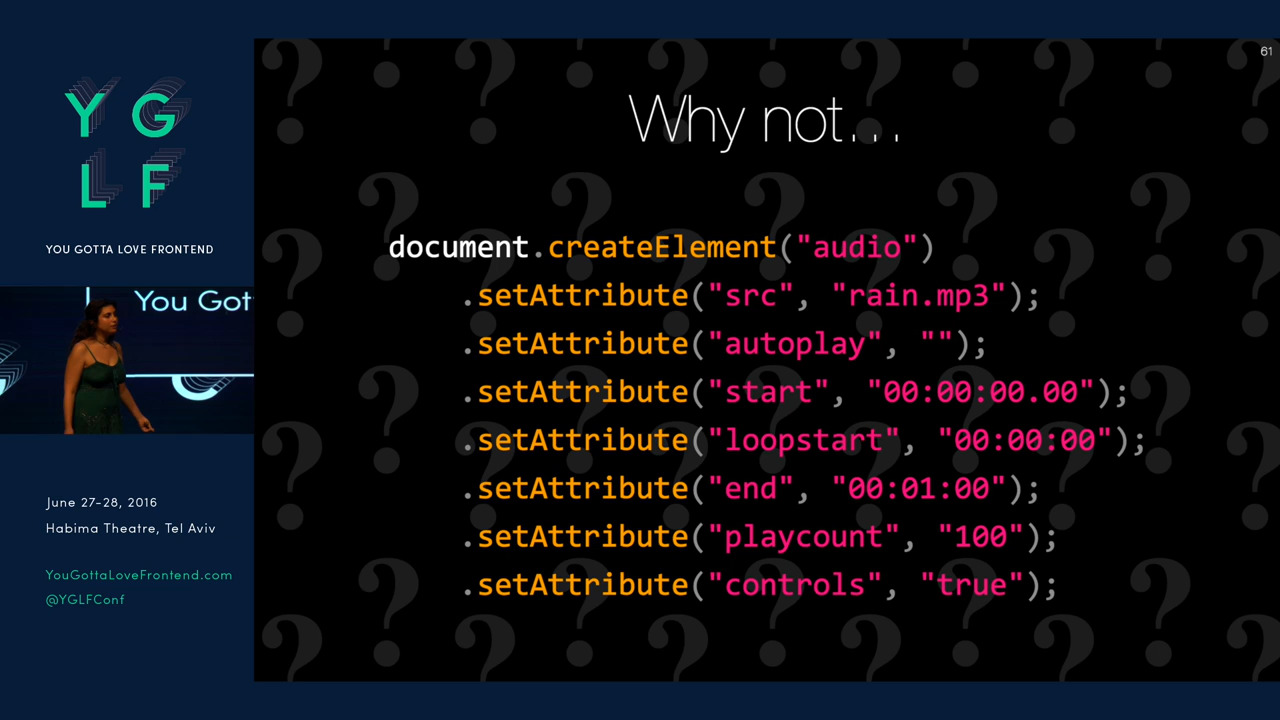 Y G
L F
YOU GOTTA LOVE FRONTEND
You Got
June 27-28, 2016
Habima Theatre, Tel Aviv
YouGottaLoveFrontend.com
@YGLFConf
61
Why not...
document.createElement("audio")
.setAttribute("src", "rain.mp3");
.setAttribute("autoplay", "");
.setAttribute("start", "00:00:00.00");
.setAttribute("loopstart", "00:00:00");
.setAttribute("end", "00:01:00");
.setAttribute("playcount", "100");
.setAttribute("controls", "true");